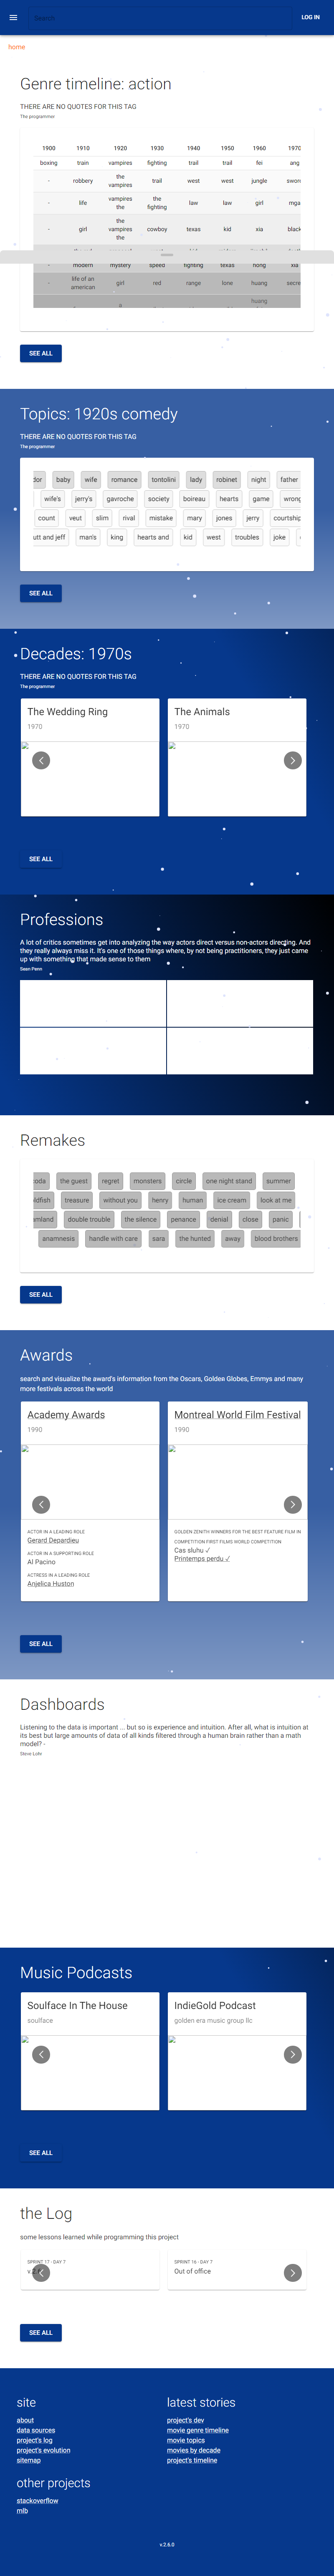 Search
LOG IN
home
Genre timeline: action
THERE ARE NO QUOTES FOR THIS TAG
The programmer
1900 1910 1920 1930 1940 1950 1960 1970
boxing train vampires fighting trail trail fei ang
- robbery the vampires trail west west jungle swor
- life vampires the the fighting law law girl mga
- girl the vampires the cowboy texas kid xia black
- modern mystery speed fighting texas hong xia
- life of an american girl red range lone huang secre
huang
SEE ALL
Topics: 1920s comedy
THERE ARE NO QUOTES FOR THIS TAG
The programmer
dor baby wife romance tontolini lady robinet night father
wife's jerry's gavroche society boireau hearts game wrong
count veut slim rival mistake mary jones jerry courtship
utt and jeff man's king hearts and kid west troubles joke
SEE ALL
Decades: 1970s
THERE ARE NO QUOTES FOR THIS TAG
The programmer
The Wedding Ring
1970
The Animals
1970
SEE ALL
Professions
A lot of critics sometimes get into analyzing the way actors direct versus non-actors directing. And
they really always miss it. It's one of those things where, by not being practitioners, they just came
up with something that made sense to them
Sean Penn
Remakes
coda the guest regret monsters circle one night stand summer
ldfish treasure without you henry human ice cream look at me
mland double trouble the silence penance denial close panic
anamnesis handle with care sara the hunted away blood brothers
SEE ALL
Awards
search and visualize the award's information from the Oscars, Goldee Globes, Emmys and many
more festivals across the world
Academy Awards
1990
ACTOR IN A LEADING ROLE
Gerard Depardieu
ACTOR IN A SUPPORTING ROLE
Al Pacino
ACTRESS IN A LEADING ROLE
Anjelica Huston
Montreal World Film Festival
1990
GOLDEN ZENITH WINNERS FOR THE BEST FEATURE FILM IN
COMPETITION FIRST FILMS WORLD COMPETITION
Cas sluhu ✓
Printemps perdu ✓
SEE ALL
Dashboards
Listening to the data is important ... but so is experience and intuition. After all, what is intuition at
its best but large amounts of data of all kinds filtered through a human brain rather than a math
model? -
Steve Lohr
Music Podcasts
Soulface In The House
soulface
IndieGold Podcast
golden era music group llc
SEE ALL
the Log
some lessons learned while programming this project
SPRINT 17 - DAY 7
SPRINT 16 - DAY 7
Out of office
SEE ALL
site
about
data sources
project's log
project's evolution
sitemap
latest stories
project's dev
movie genre timeline
movie topics
movies by decade
project's timeline
other projects
stackoverflow
mlb
v.2.6.0